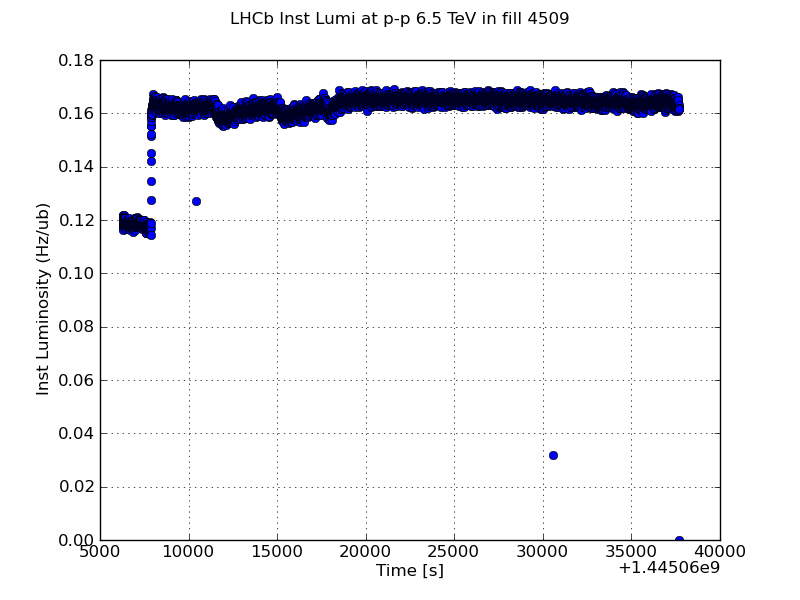 LHCb Inst Lumi at p-p 6.5 TeV in fill 4509
0.18
0.16
0.14
0.12
0.10
0.08
0.06
0.04
0.02
0.00
Inst Luminosity (Hz/ub)
5000 10000 15000 20000 25000 30000 35000 40000
Time [s]
+1.44506e9